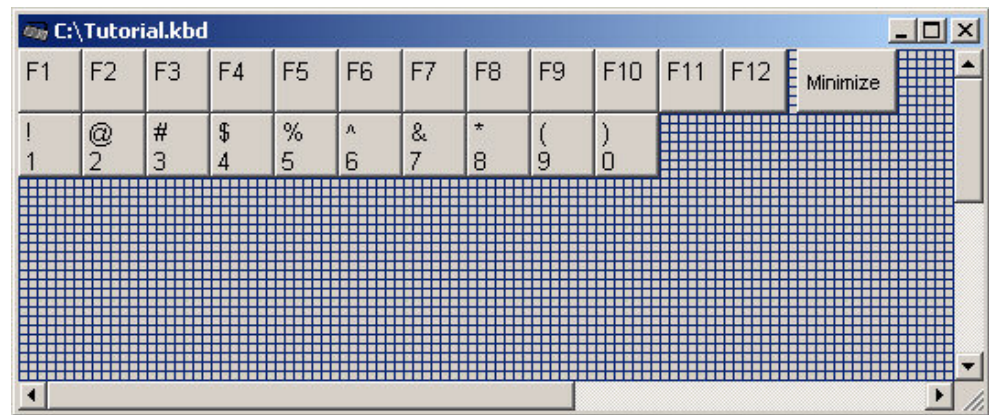 C:\Tutorial.kbd
F1 F2 F3 F4 F5 F6 F7 F8 F9 F10 F11 F12 Minimize
! @ # $ % ^ & * ( )
1 2 3 4 5 6 7 8 9 0